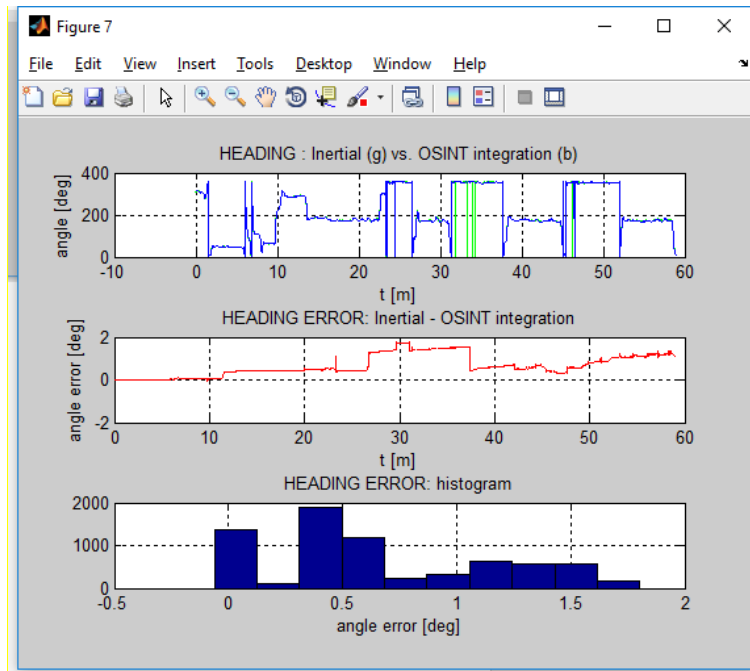 Figure 7
File Edit View Insert Tools Desktop Window Help
HEADING : Inertial (g) vs. OSINT integration (b)
angle [deg]
400
200
0
-10 0 10 20 30 40 50 60
t [m]
HEADING ERROR: Inertial - OSINT integration
angle error [deg]
2
0
-2
0 10 20 30 40 50 60
t [m]
HEADING ERROR: histogram
2000
1000
0
-0.5 0 0.5 1 1.5 2
angle error [deg]